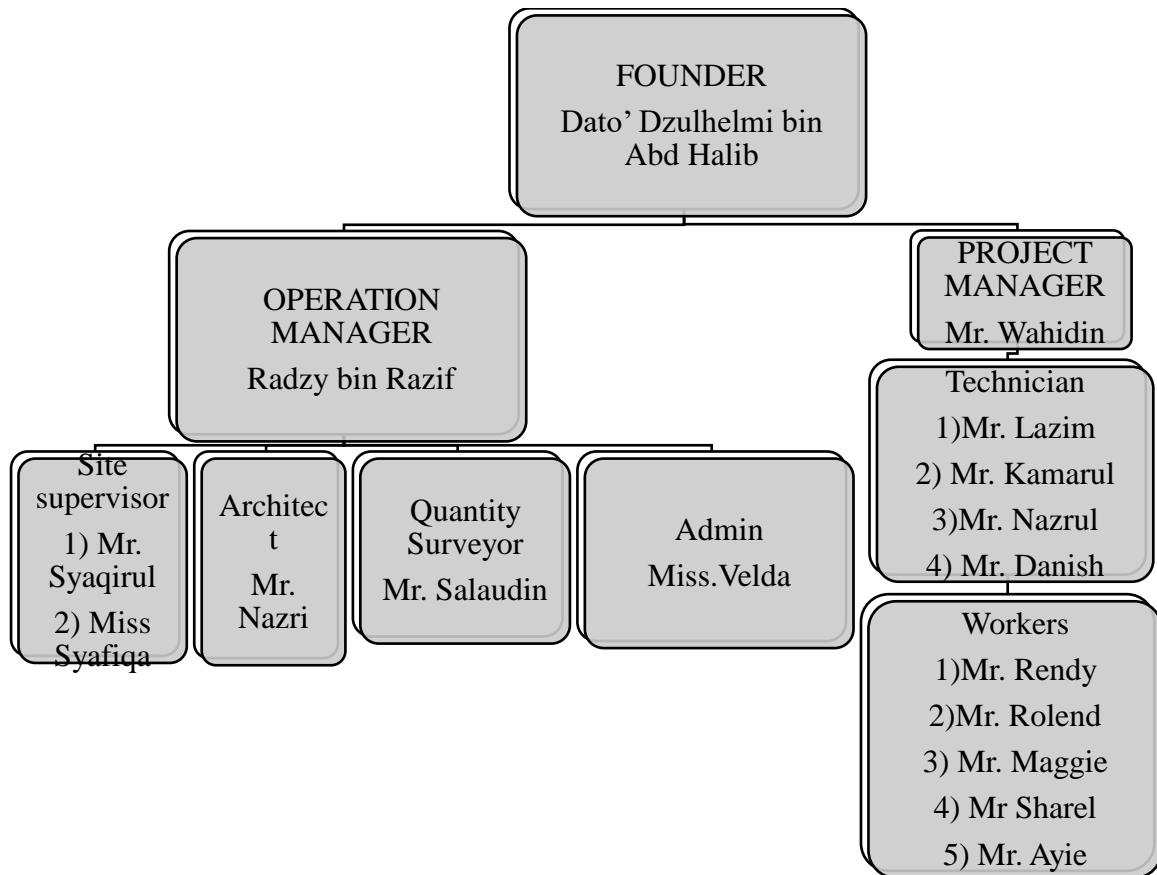 FOUNDER
Dato’ Dzulhelmi bin
Abd Halib
OPERATION
MANAGER
Radzy bin Razif
PROJECT
MANAGER
Mr. Wahidin
Site
supervisor
1) Mr.
Syaqirul
2) Miss
Syafiqa
Architec
t
Mr.
Nazri
Quantity
Surveyor
Mr. Salaudin
Admin
Miss.Velda
Technician
1)Mr. Lazim
2) Mr. Kamarul
3)Mr. Nazrul
4) Mr. Danish
Workers
1)Mr. Rendy
2)Mr. Rolend
3) Mr. Maggie
4) Mr Sharel
5) Mr. Ayie